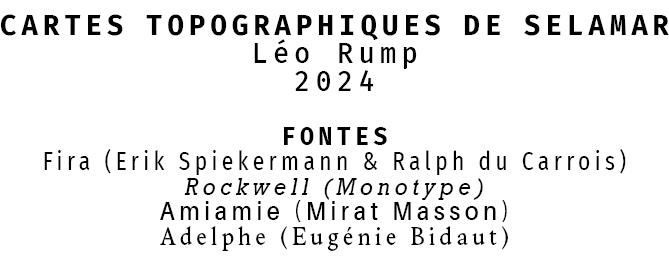 CARTES TOPOGRAPHIQUES DE SELAMAR
Léo Rump
2024
FONTES
Fira (Erik Spiekermann & Ralph du Carrois)
Rockwell (Monotype)
Amiamie (Mirat Masson)
Adelphe (Eugénie Bidaut)